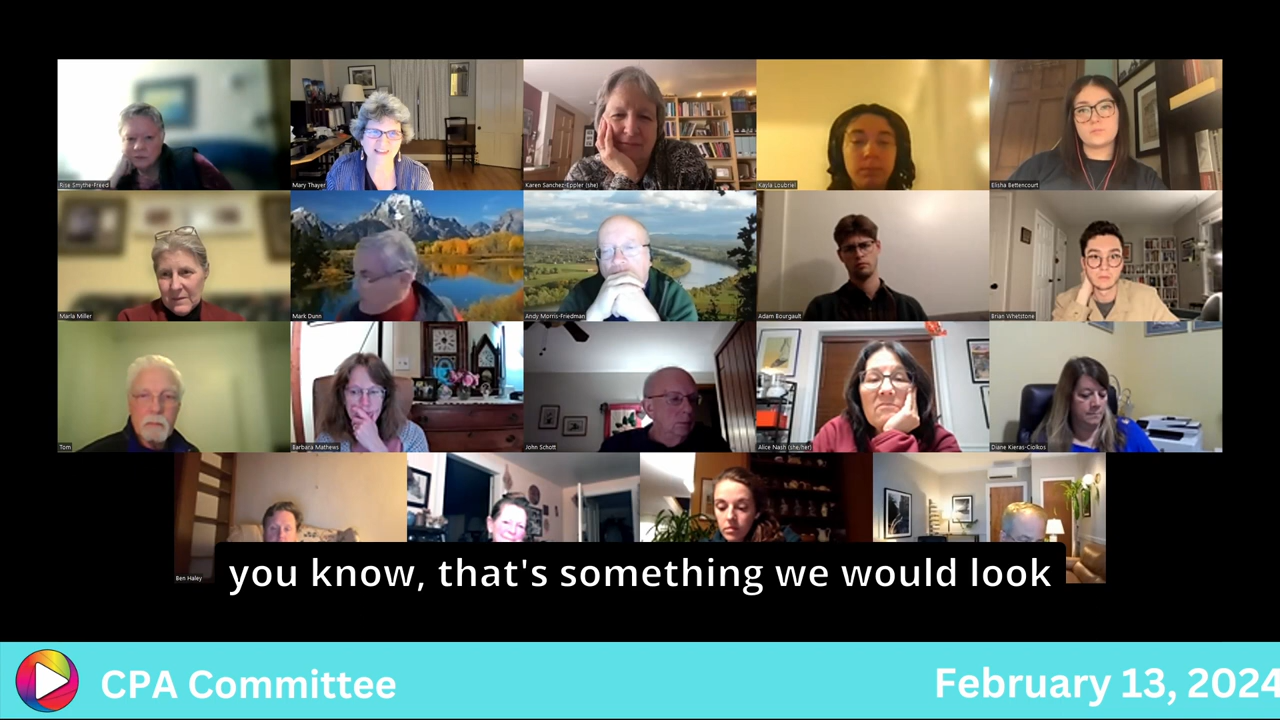 Rise Smythe-Freed
Mary Thayer
Karen Sanchez-Eppler (she)
Kayla Loubriel
Elisha Bettencourt
Marla Miller
Mark Dunn
Andy Morris-Friedman
Adam Bourgault
Brian Whetstone
Tom
Barbara Mathews
John Schott
Alice Nash (she/her)
Diane Kieras-Ciolkos
Ben Haley
you know, that's something we would look
CPA Committee
February 13, 2024